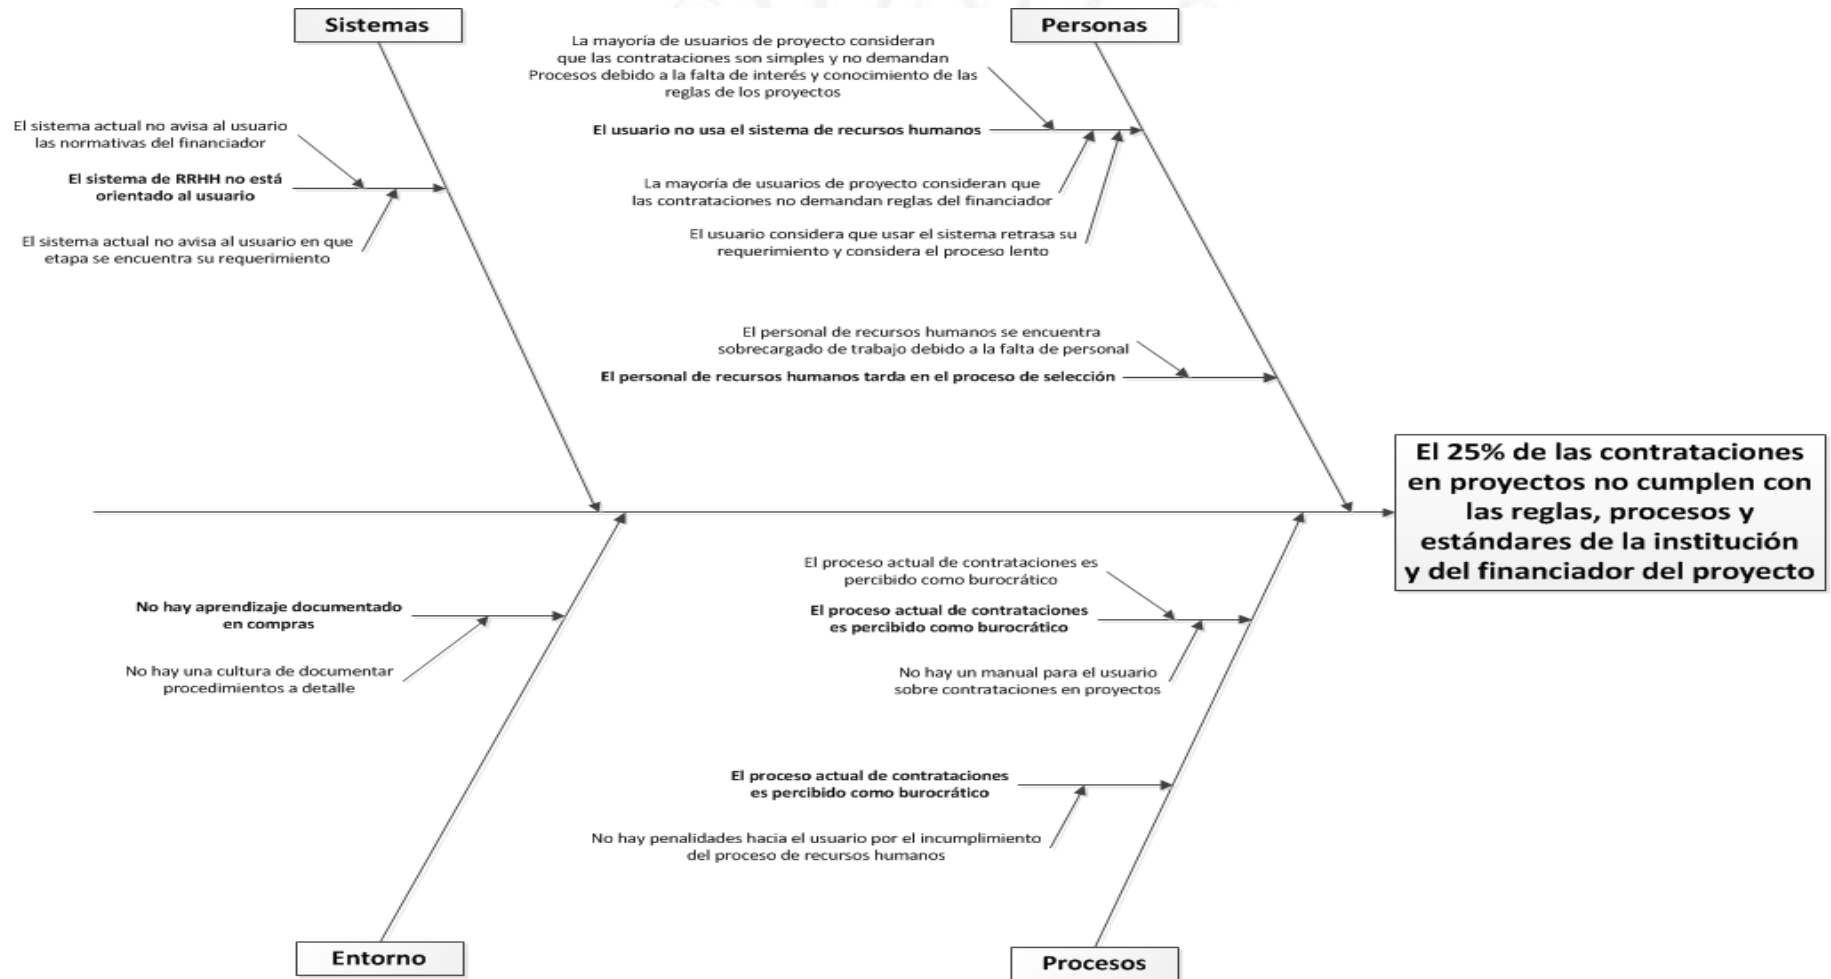 Sistemas
Personas
La mayoría de usuarios de proyecto consideran
que las contrataciones son simples y no demandan
Procesos debido a la falta de interés y conocimiento de las
reglas de los proyectos
El sistema actual no avisa al usuario
las normativas del financiador
El usuario no usa el sistema de recursos humanos
El sistema de RRHH no está
orientado al usuario
La mayoría de usuarios de proyecto consideran que
las contrataciones no demandan reglas del financiador
El sistema actual no avisa al usuario en que
etapa se encuentra su requerimiento
El usuario considera que usar el sistema retrasa su
requerimiento y considera el proceso lento
El personal de recursos humanos se encuentra
sobrecargado de trabajo debido a la falta de personal
El personal de recursos humanos tarda en el proceso de selección
El 25% de las contrataciones
en proyectos no cumplen con
las reglas, procesos y
estándares de la institución
y del financiador del proyecto
El proceso actual de contrataciones es
percibido como burocrático
No hay aprendizaje documentado
en compras
El proceso actual de contrataciones
es percibido como burocrático
No hay una cultura de documentar
procedimientos a detalle
No hay un manual para el usuario
sobre contrataciones en proyectos
El proceso actual de contrataciones
es percibido como burocrático
No hay penalidades hacia el usuario por el incumplimiento
del proceso de recursos humanos
Entorno
Procesos